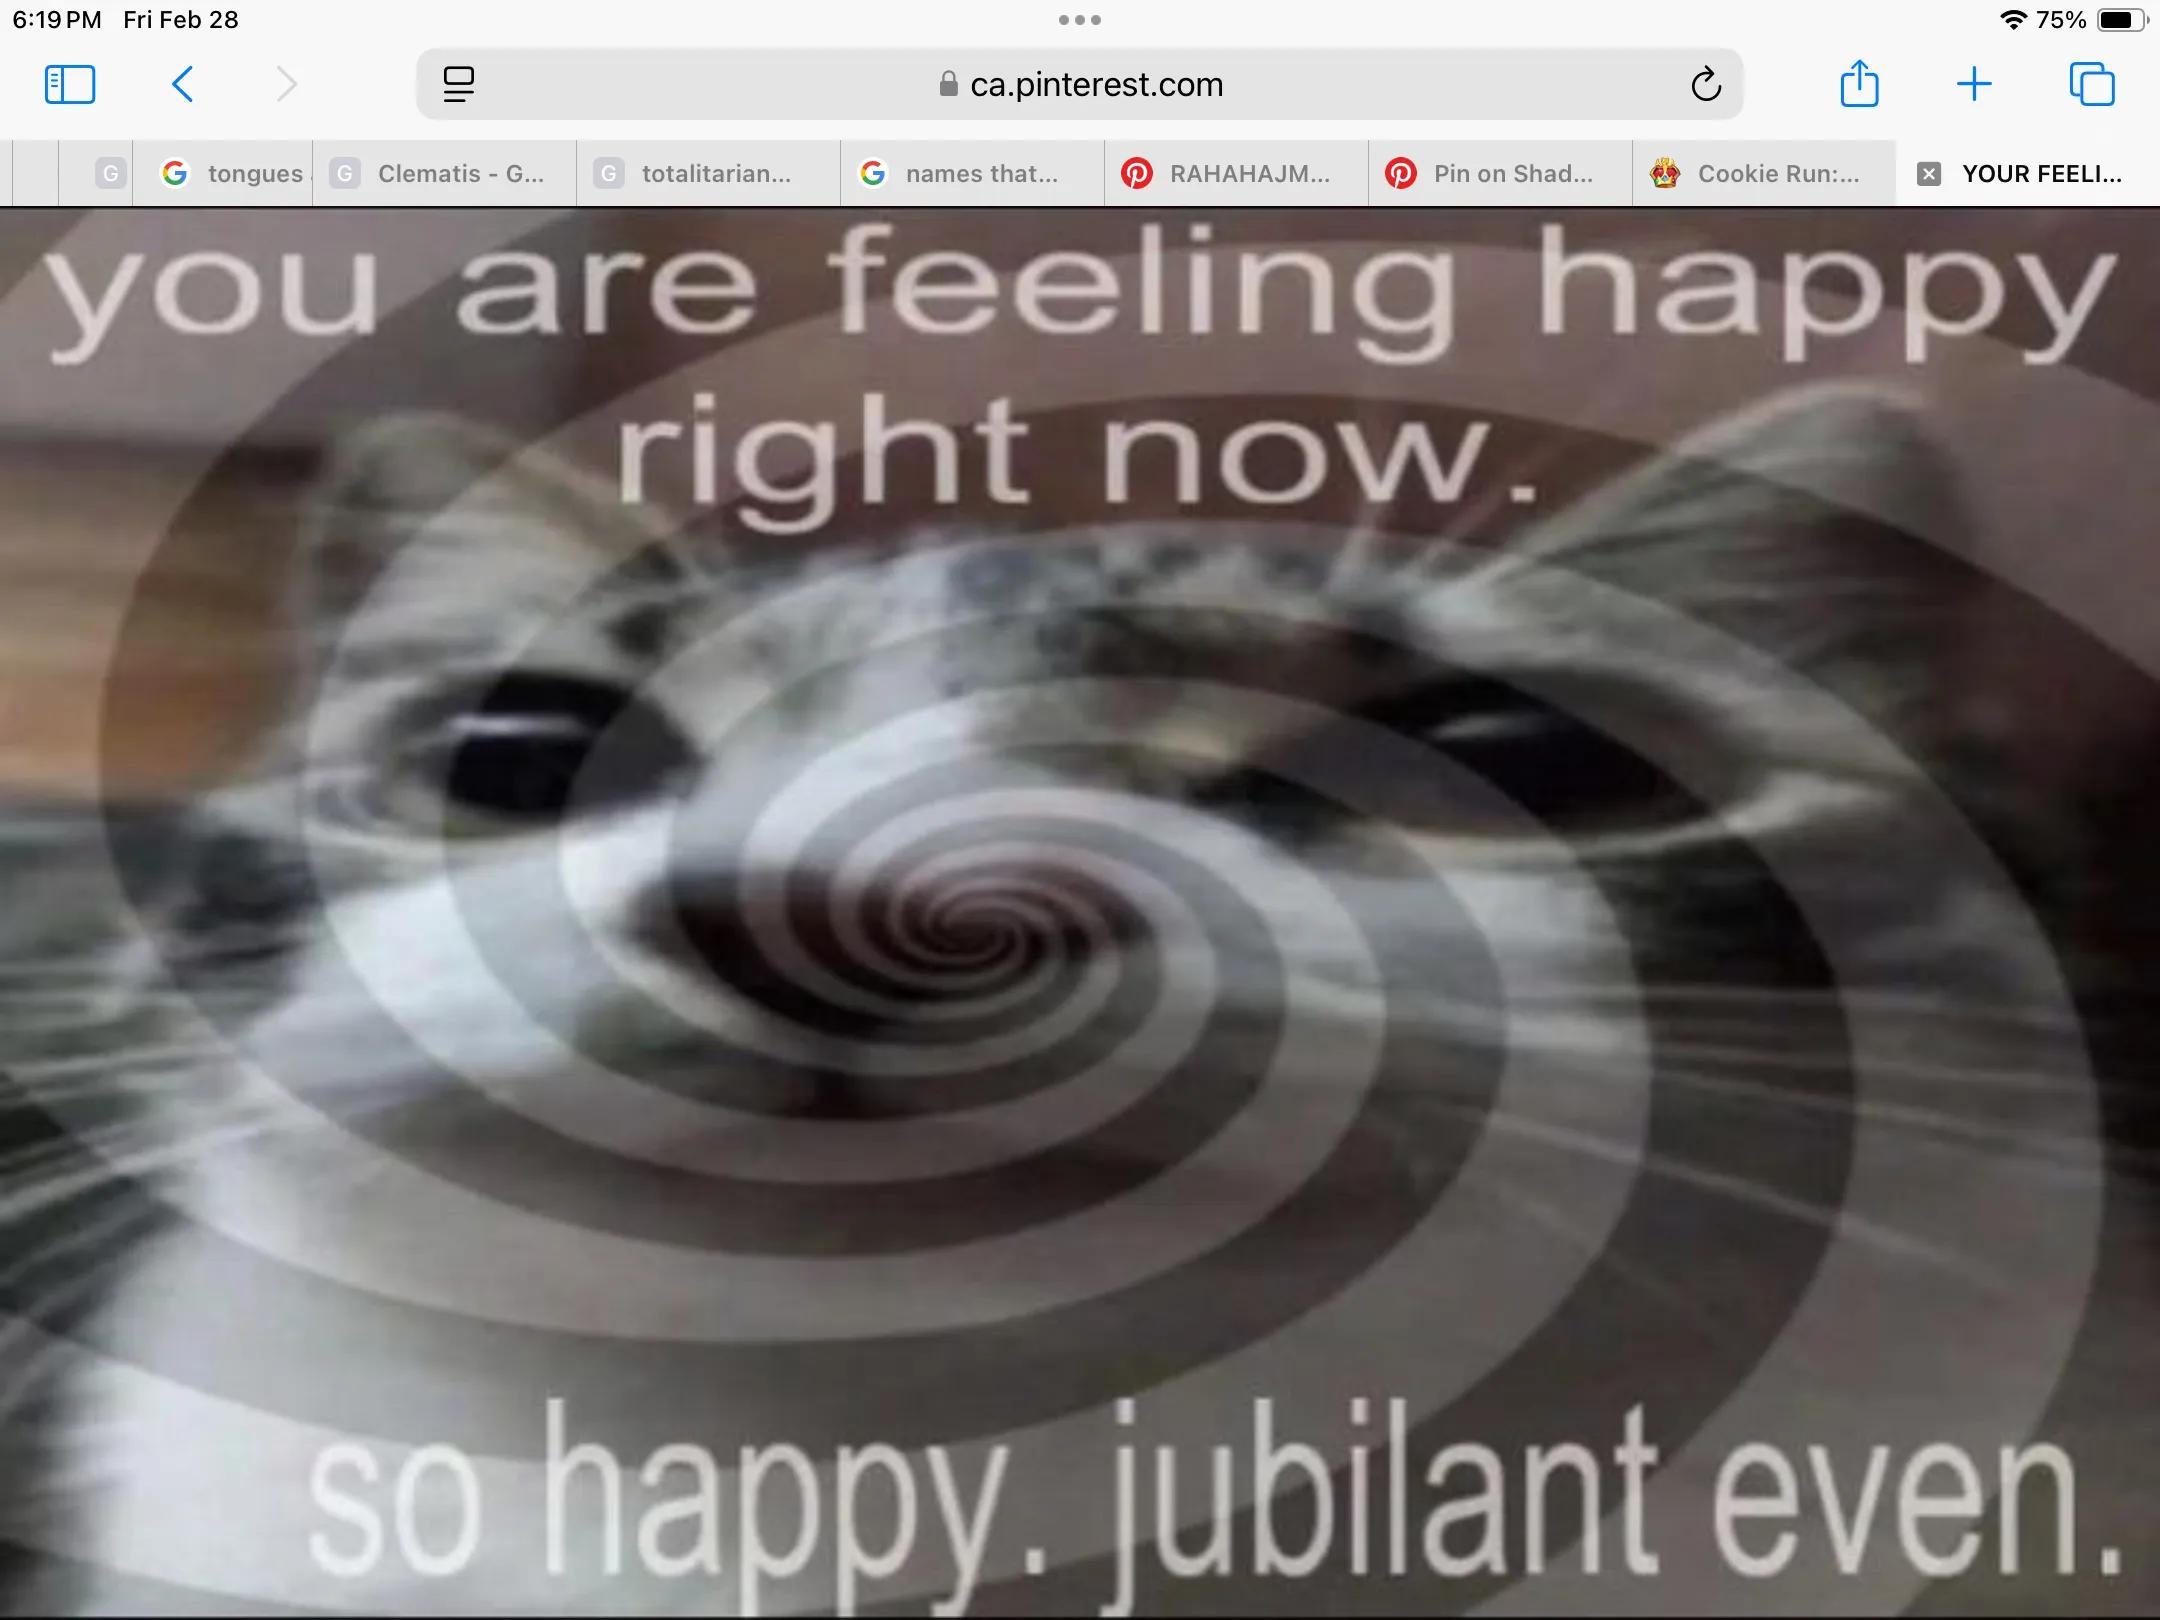 6:19 PM Fri Feb 28
75%
ca.pinterest.com
G
G tongues
G Clematis - G...
G totalitarian...
G names that...
RAHAHAJM...
Pin on Shad...
Cookie Run:...
YOUR FEELI...
you are feeling happy
right now.
so happy. jubilant even.